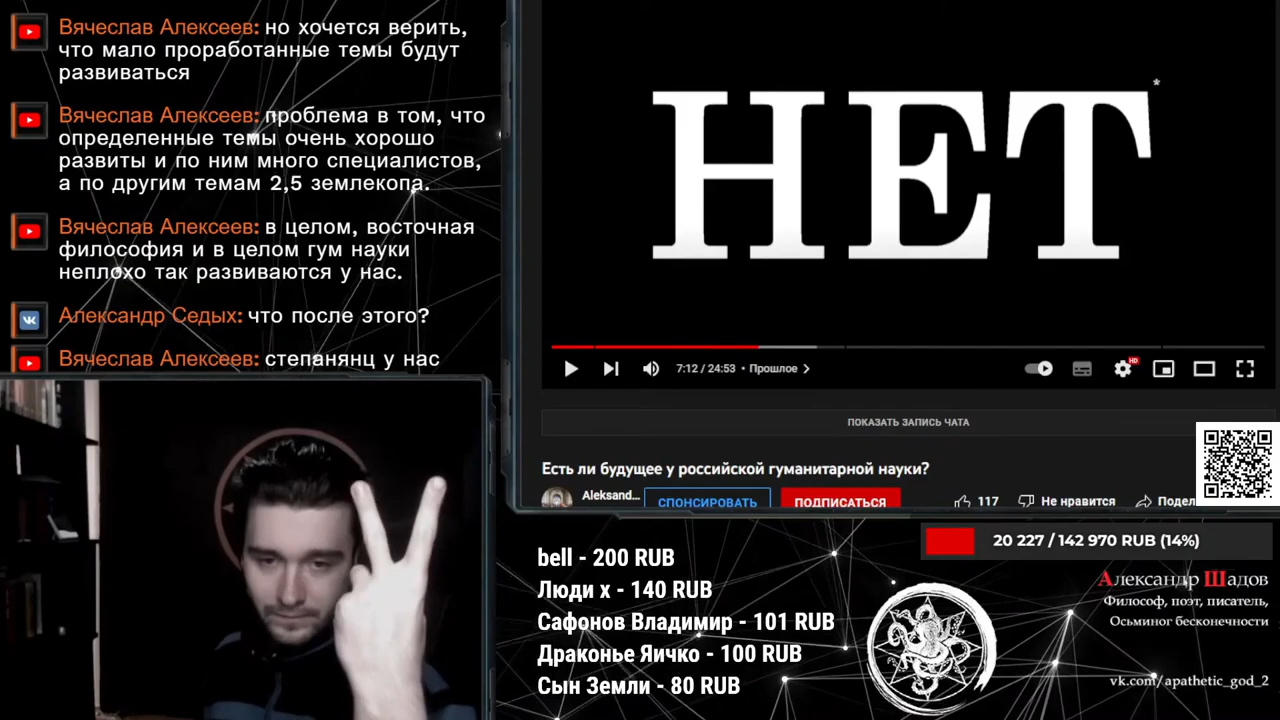 Вячеслав Алексеев: но хочется верить,
что мало проработанные темы будут
развиваться
Вячеслав Алексеев: проблема в том, что
определенные темы очень хорошо
развиты и по ним много специалистов,
а по другим темам 2,5 землекопа.
Вячеслав Алексеев: в целом, восточная
философия и в целом гум науки
неплохо так развиваются у нас.
Александр Седых: что после этого?
Вячеслав Алексеев: степанянц у нас
НЕТ*
7:12 / 24:53 • Прошлое
HD
ПОКАЗАТЬ ЗАПИСЬ ЧАТА
Есть ли будущее у российской гуманитарной науки?
Aleksand...
СПОНСИРОВАТЬ
ПОДПИСАТЬСЯ
117
Не нравится
Подел
20 227 / 142 970 RUB (14%)
bell - 200 RUB
Люди х - 140 RUB
Сафонов Владимир - 101 RUB
Драконье Яичко - 100 RUB
Сын Земли - 80 RUB
Александр Шадов
Философ, поэт, писатель,
Осьминог бесконечности
vk.com/apathetic_god_2